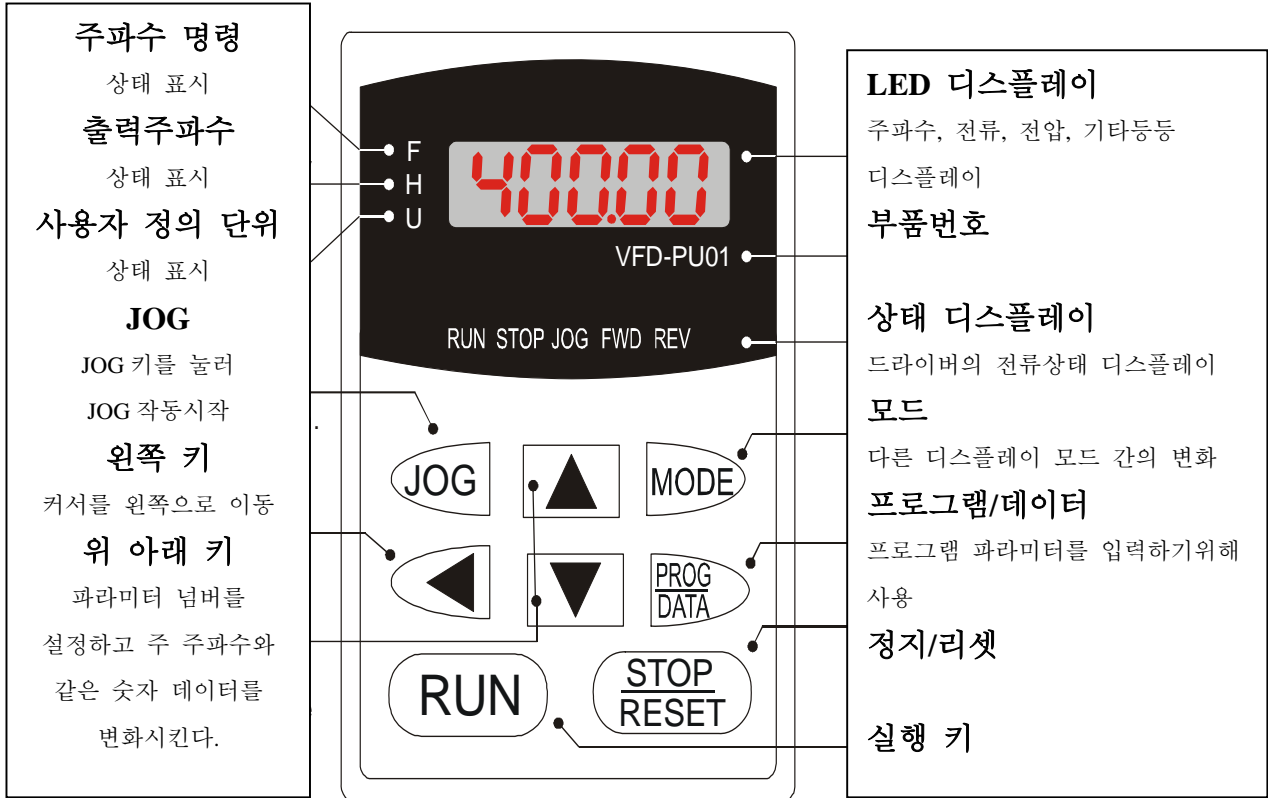 주파수 명령
상태 표시
출력주파수
상태 표시
사용자 정의 단위
상태 표시
JOG
JOG 키를 눌러
JOG 작동시작
왼쪽 키
커서를 왼쪽으로 이동
위 아래 키
파라미터 넘버를
설정하고 주 주파수와
같은 숫자 데이터를
변화시킨다.
F
H
U
400.00
VFD-PU01
RUN STOP JOG FWD REV
JOG
MODE
PROG
DATA
RUN
STOP
RESET
LED 디스플레이
주파수, 전류, 전압, 기타등등
디스플레이
부품번호
상태 디스플레이
드라이버의 전류상태 디스플레이
모드
다른 디스플레이 모드 간의 변화
프로그램/데이터
프로그램 파라미터를 입력하기위해
사용
정지/리셋
실행 키